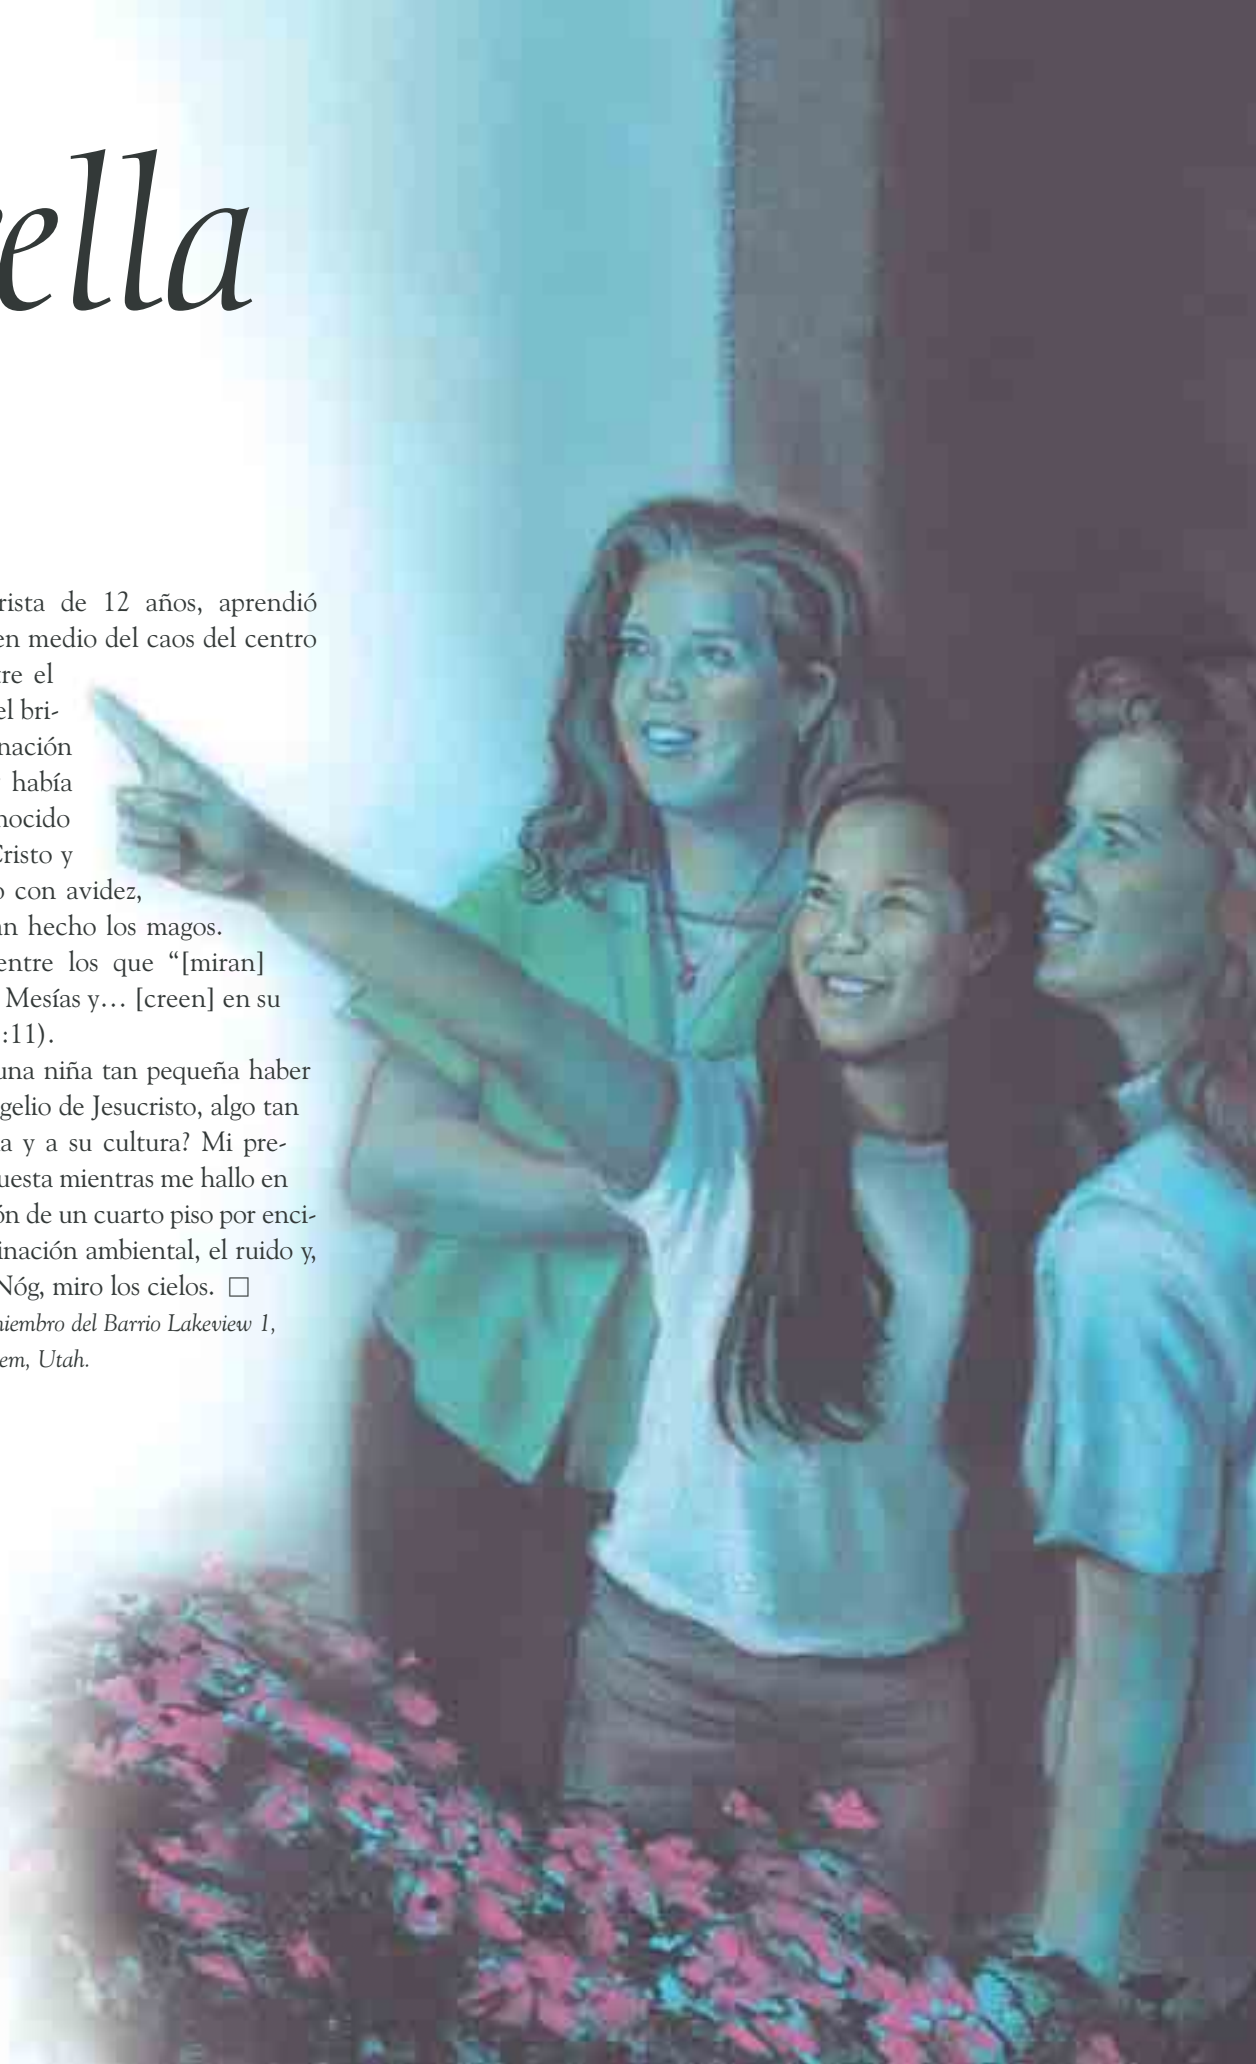 ella
rista de 12 años, aprendió
en medio del caos del centro
re el
el bri-
nación
había
nocido
Cristo y
o con avidez,
an hecho los magos.
entre los que “[miran]
Mesías y… [creen] en su
:11).
una niña tan pequeña haber
gelio de Jesucristo, algo tan
a y a su cultura? Mi pre-
uesta mientras me hallo en
ón de un cuarto piso por enci-
inación ambiental, el ruido y,
Nóg, miro los cielos. □
miembro del Barrio Lakeview 1,
em, Utah.